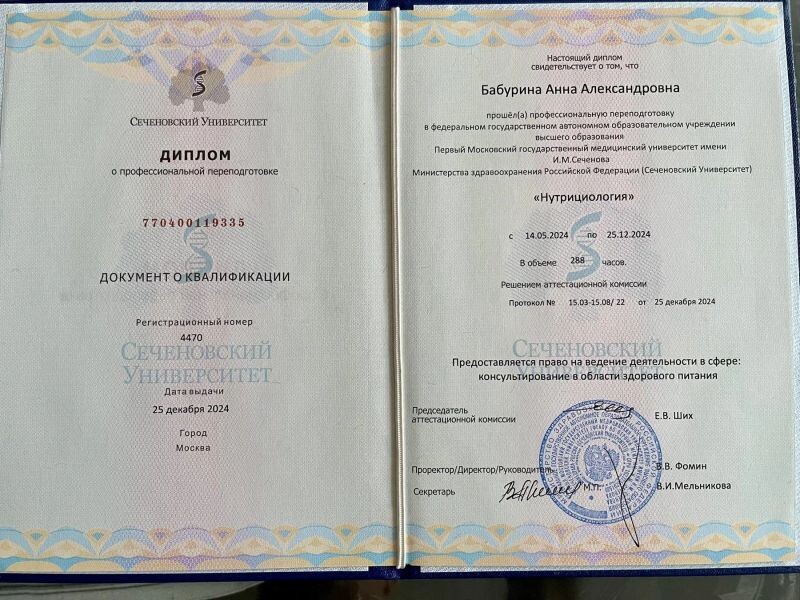 Сеченовский Университет
ДИПЛОМ
о профессиональной переподготовке
770400119335
ДОКУМЕНТ О КВАЛИФИКАЦИИ
Регистрационный номер
4470
Сеченовский
Университет
Дата выдачи
25 декабря 2024
Город
Москва
Настоящий диплом
свидетельствует о том, что
Бабурина Анна Александровна
прошёл(а) профессиональную переподготовку
в федеральном государственном автономном образовательном учреждении
высшего образования
Первый Московский государственный медицинский университет имени
И.М.Сеченова
Министерства здравоохранения Российской Федерации (Сеченовский Университет)
«Нутрициология»
с 14.05.2024 по 25.12.2024
В объеме 288 часов.
Решением аттестационной комиссии
Протокол № 15.03-15.08/ 22 от 25 декабря 2024
Сеченовский
Университет
Предоставляется право на ведение деятельности в сфере:
консультирование в области здорового питания
Председатель
аттестационной комиссии
Е.В. Ших
Проректор/Директор/Руководитель
В.В. Фомин
Секретарь
М.П.
В.И.Мельникова